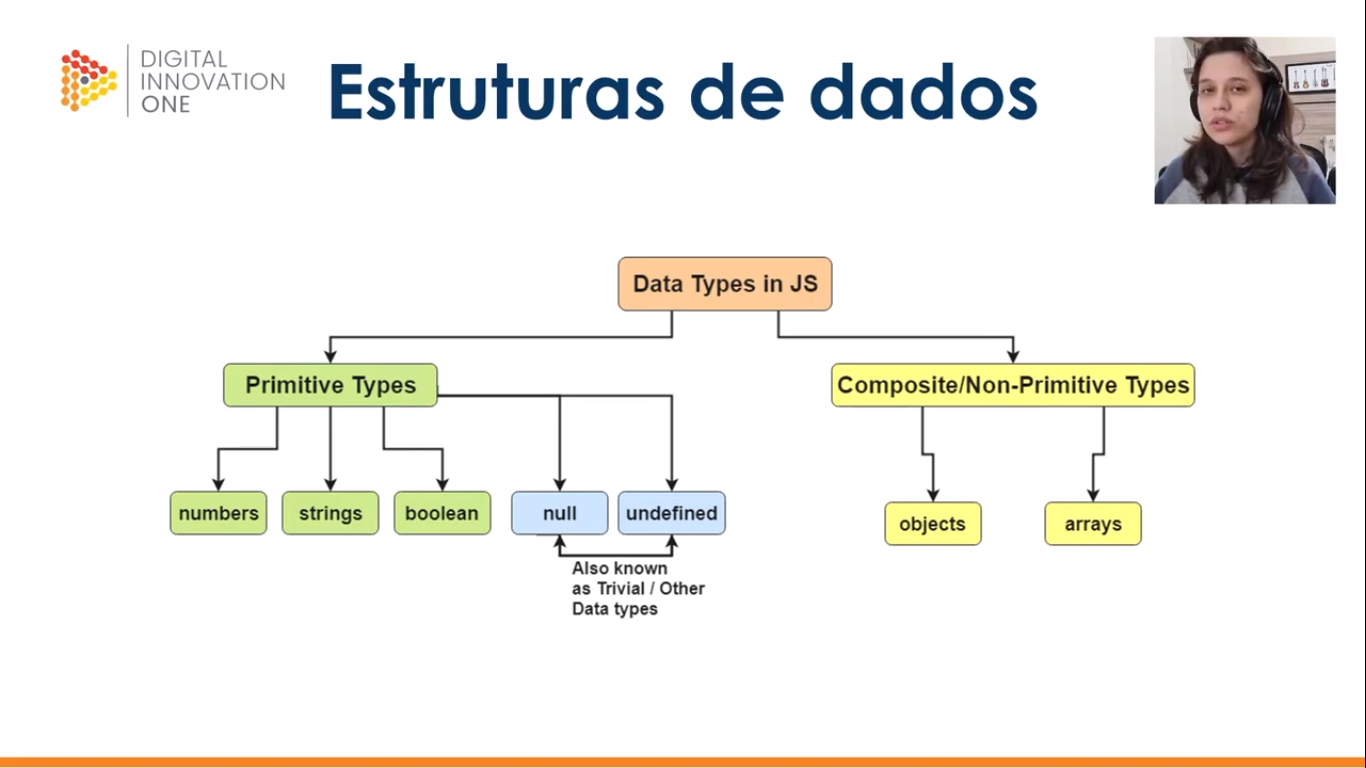 DIGITAL
INNOVATION
ONE
Estruturas de dados
Data Types in JS
Primitive Types
Composite/Non-Primitive Types
numbers
strings
boolean
null
undefined
objects
arrays
Also known
as Trivial / Other
Data types